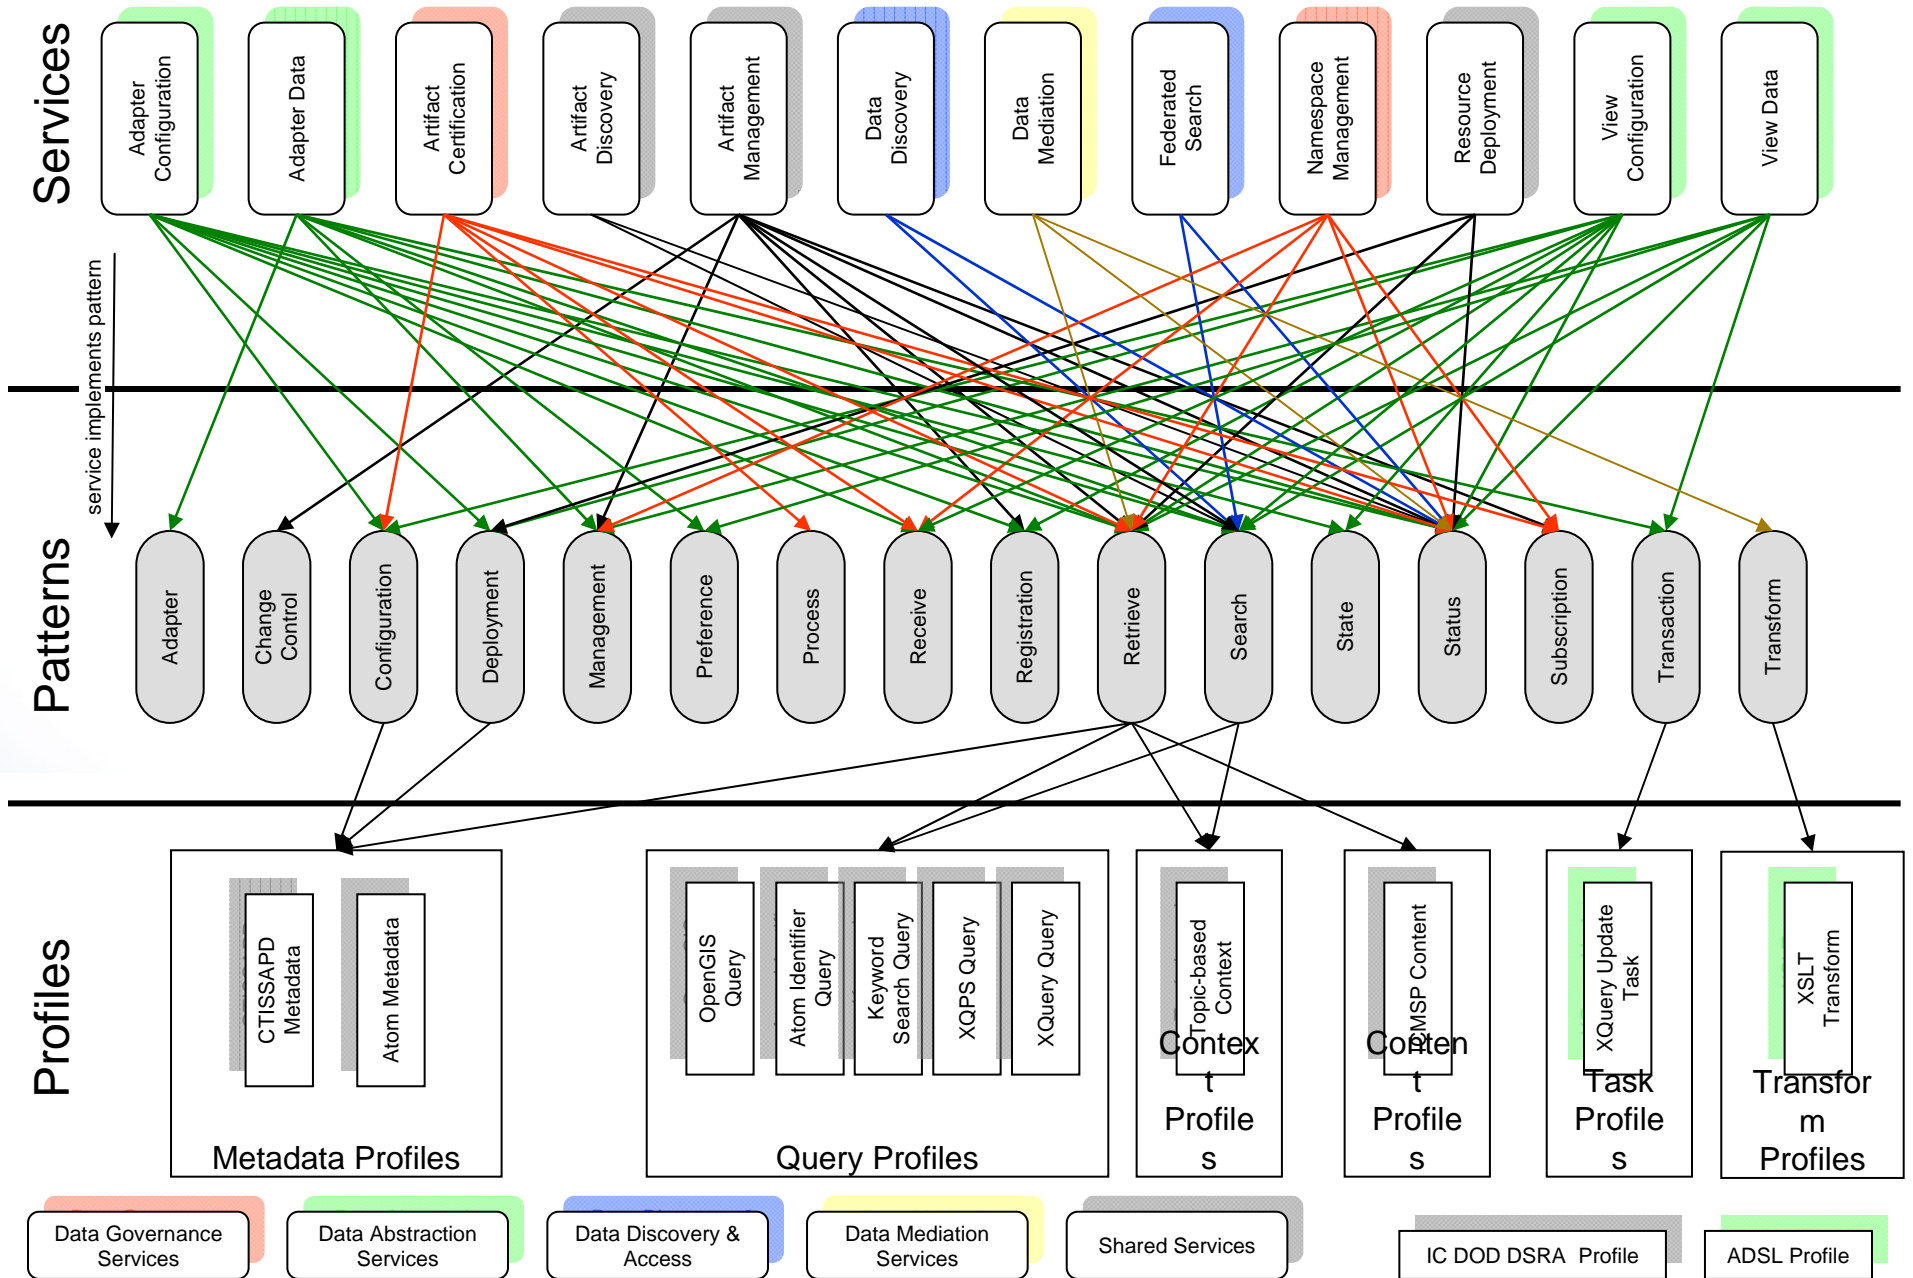 Services
Adapter
Configuration
Adapter Data
Artifact
Certification
Artifact
Discovery
Artifact
Management
Data
Discovery
Data
Mediation
Federated
Search
Namespace
Management
Resource
Deployment
View
Configuration
View Data
service implements pattern
Patterns
Adapter
Change
Control
Configuration
Deployment
Management
Preference
Process
Receive
Registration
Retrieve
Search
State
Status
Subscription
Transaction
Transform
Profiles
CTISSAPD
Metadata
Atom Metadata
Metadata Profiles
OpenGIS
Query
Atom Identifier
Query
Keyword
Search Query
XQPS Query
XQuery Query
Query Profiles
Topic-based
Context
Contex
t
Profile
s
ICMSP Content
Conten
t
Profile
s
XQuery Update
Task
Task
Profile
s
XSLT
Transform
Transfor
m
Profiles
Data Governance
Services
Data Abstraction
Services
Data Discovery &
Access
Data Mediation
Services
Shared Services
IC DOD DSRA Profile
ADSL Profile